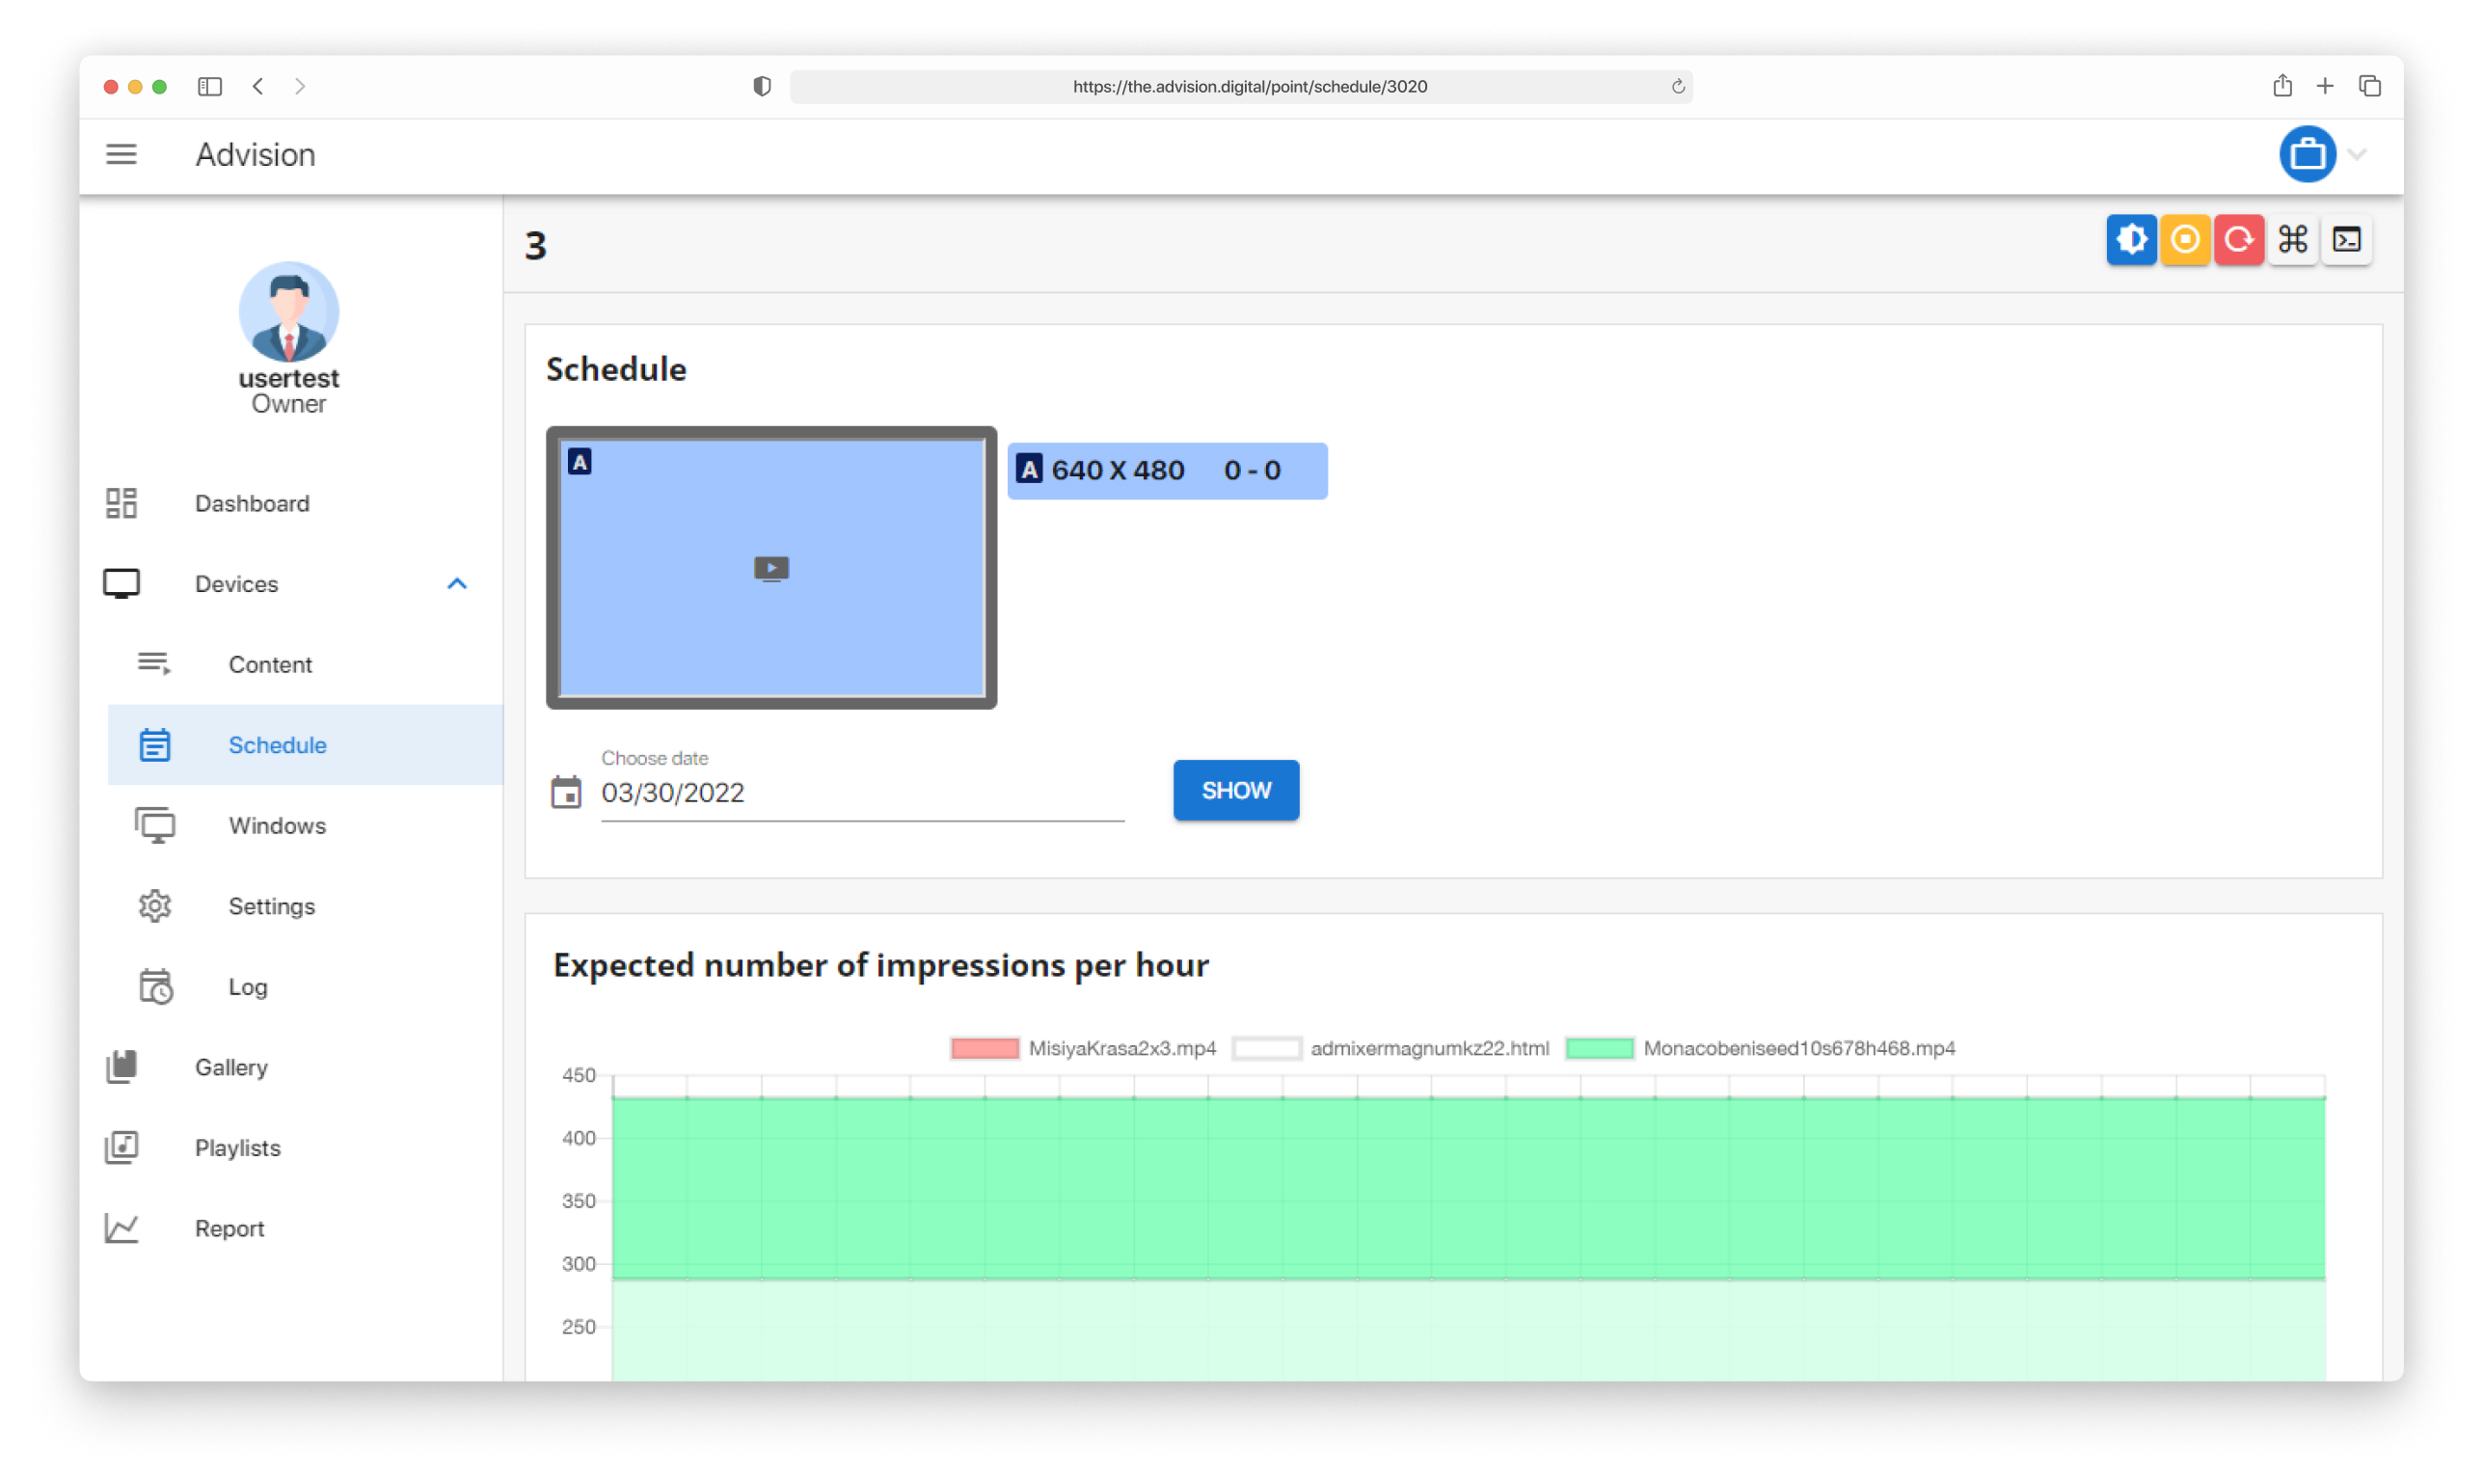 https://the.advision.digital/point/schedule/3020
Advision
usertest
Owner
Dashboard
Devices
Content
Schedule
Windows
Settings
Log
Gallery
Playlists
Report
3
Schedule
A
A 640 X 480 0 - 0
Choose date
03/30/2022
SHOW
Expected number of impressions per hour
MisiyaKrasa2x3.mp4 admixermagnumkz22.html Monacobeniseed10s678h468.mp4
450
400
350
300
250